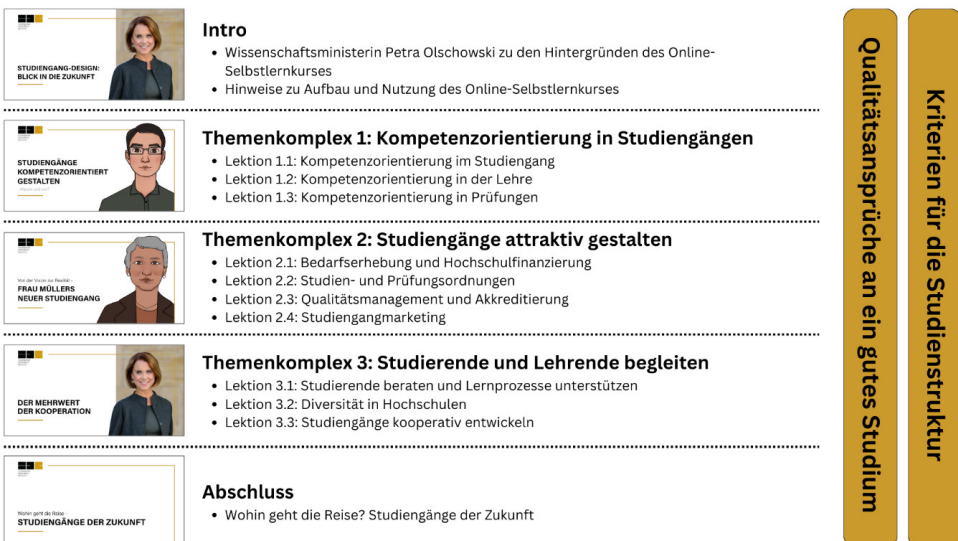 STUDIENGANG-DESIGN:
BLICK IN DIE ZUKUNFT
Intro
• Wissenschaftsministerin Petra Olschowski zu den Hintergründen des Online-
Selbstlernkurses
• Hinweise zu Aufbau und Nutzung des Online-Selbstlernkurses
STUDIENGÄNGE
KOMPETENZORIENTIERT
GESTALTEN
Themenkomplex 1: Kompetenzorientierung in Studiengängen
• Lektion 1.1: Kompetenzorientierung im Studiengang
• Lektion 1.2: Kompetenzorientierung in der Lehre
• Lektion 1.3: Kompetenzorientierung in Prüfungen
Von der Vision zur Realität -
FRAU MÜLLERS
NEUER STUDIENGANG
Themenkomplex 2: Studiengänge attraktiv gestalten
• Lektion 2.1: Bedarfserhebung und Hochschulfinanzierung
• Lektion 2.2: Studien- und Prüfungsordnungen
• Lektion 2.3: Qualitätsmanagement und Akkreditierung
• Lektion 2.4: Studiengangmarketing
DER MEHRWERT
DER KOOPERATION
Themenkomplex 3: Studierende und Lehrende begleiten
• Lektion 3.1: Studierende beraten und Lernprozesse unterstützen
• Lektion 3.2: Diversität in Hochschulen
• Lektion 3.3: Studiengänge kooperativ entwickeln
Wohin geht die Reise -
STUDIENGÄNGE DER ZUKUNFT
Abschluss
• Wohin geht die Reise? Studiengänge der Zukunft
Qualitätsansprüche an ein gutes Studium
Kriterien für die Studienstruktur